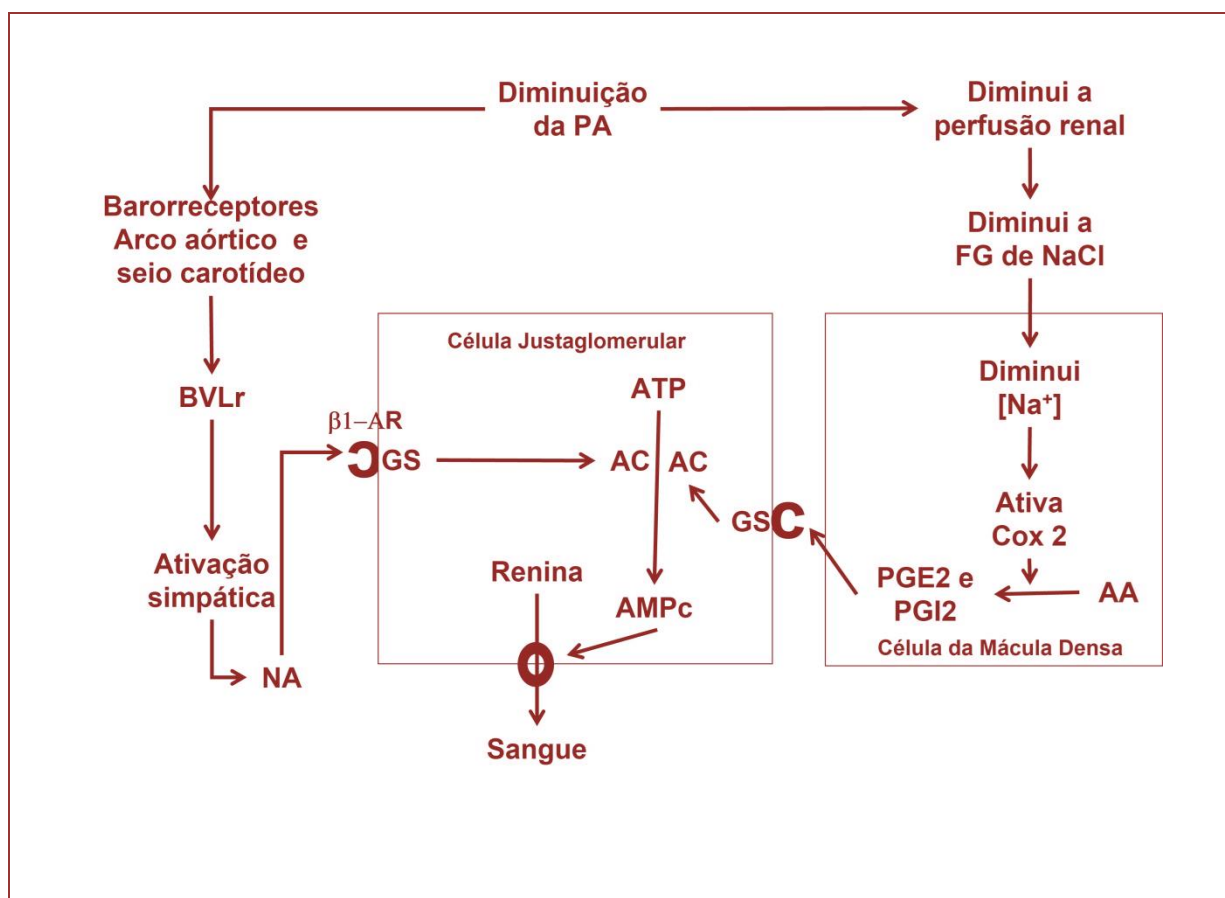 Diminuição
da PA
Diminui a
perfusão renal
Barorreceptores
Arco aórtico e
seio carotídeo
Diminui a
FG de NaCl
Célula Justaglomerular
Diminui
[Na⁺]
ATP
BVLr
β1–AR
GS
AC
AC
GS
Ativa
Cox 2
Ativação
simpática
Renina
AMPc
PGE2 e
PGI2
AA
Célula da Mácula Densa
NA
Sangue